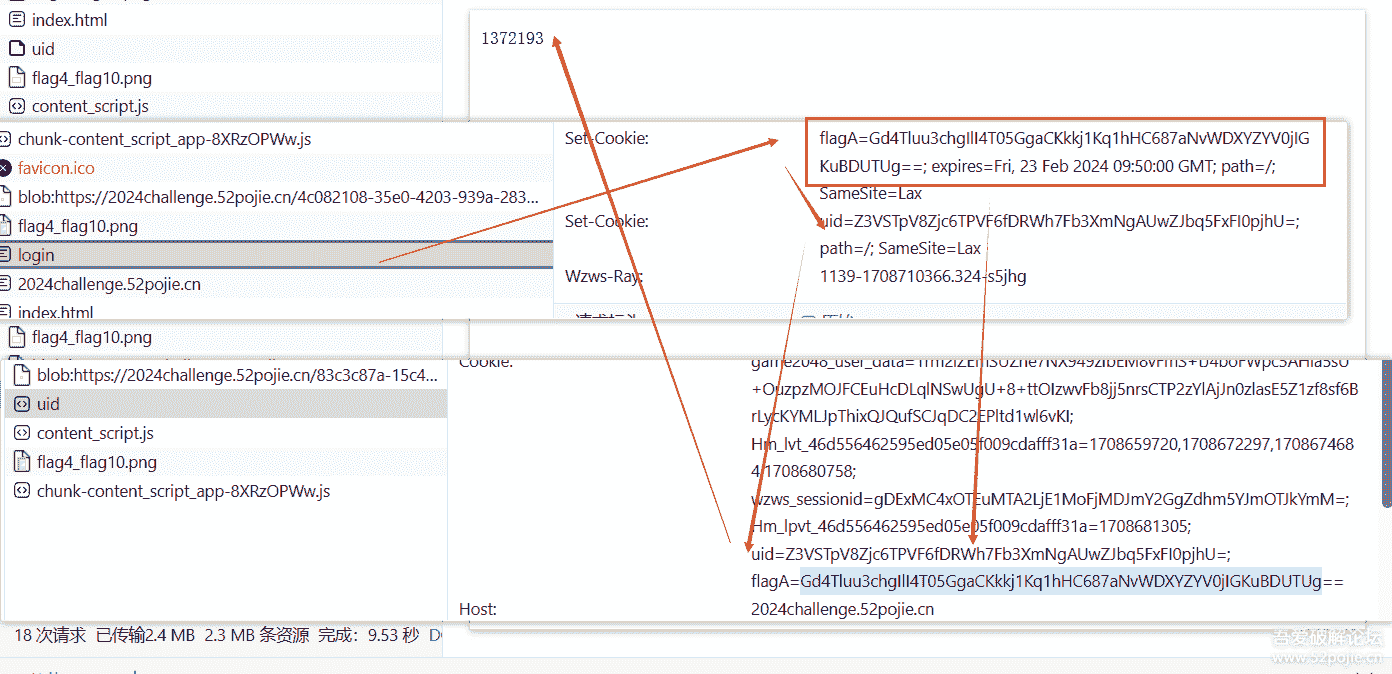 index.html
uid
flag4_flag10.png
content_script.js
1372193
chunk-content_script_app-8XRzOPWw.js
favicon.ico
blob:https://2024challenge.52pojie.cn/4c082108-35e0-4203-939a-283...
flag4_flag10.png
login
2024challenge.52pojie.cn
index.html
Set-Cookie:
flagA=Gd4Tluu3chgIlI4T05GgaCKkkj1Kq1hHC687aNvWDXYZYV0jIG
KuBDUTUg==; expires=Fri, 23 Feb 2024 09:50:00 GMT; path=/;
SameSite=Lax
Set-Cookie:
uid=Z3VSTpV8Zjc6TPVF6fDRWh7Fb3XmNgAUwZJbq5FxFI0pjhU=;
path=/; SameSite=Lax
Wzws-Ray:
1139-1708710366.324-s5jhg
flag4_flag10.png
blob:https://2024challenge.52pojie.cn/83c3c87a-15c4...
uid
content_script.js
flag4_flag10.png
chunk-content_script_app-8XRzOPWw.js
Cookie:
+OuzpzMOJFCEuHcDLqlNSwUgU+8+ttOIzwvFb8jj5nrsCTP2zYlAjJn0zlasE5Z1zf8sf6B
rLycKYMLJpThixQJQufSCJqDC2EPltd1wl6vKI;
Hm_lvt_46d556462595ed05e05f009cdafff31a=1708659720,1708672297,170867468
4,1708680758;
wzws_sessionid=gDExMC4xOTEuMTA2LjE1MoFjMDJmY2GgZdhm5YJmOTJkYmM=;
Hm_lpvt_46d556462595ed05e05f009cdafff31a=1708681305;
uid=Z3VSTpV8Zjc6TPVF6fDRWh7Fb3XmNgAUwZJbq5FxFI0pjhU=;
flagA=Gd4Tluu3chgIlI4T05GgaCKkkj1Kq1hHC687aNvWDXYZYV0jIGKuBDUTUg==
Host:
2024challenge.52pojie.cn
18 次请求 已传输2.4 MB 2.3 MB 条资源 完成：9.53 秒
吾爱破解论坛
www.52pojie.cn